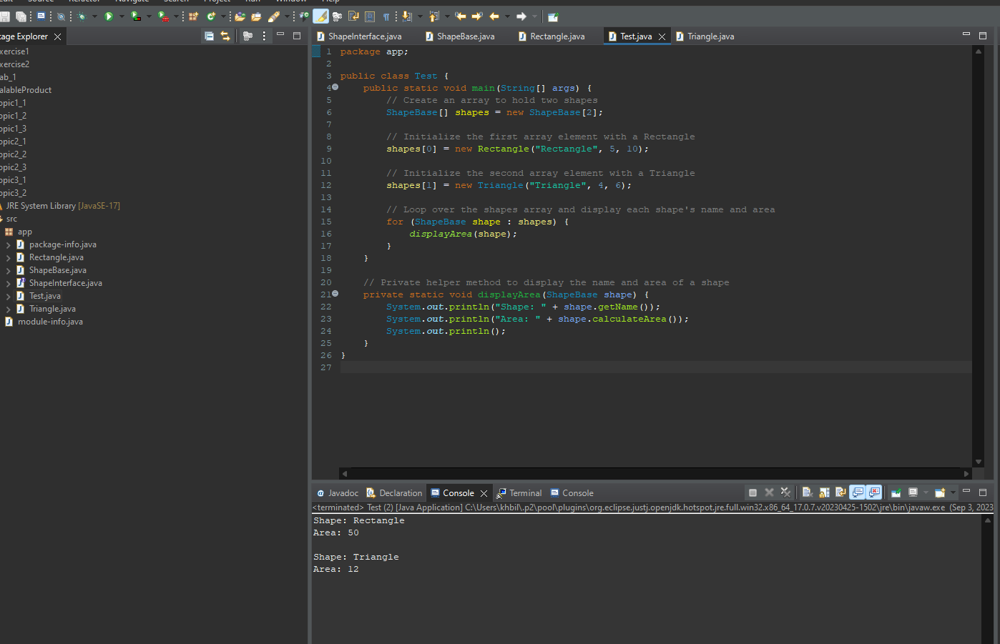 Source
Refactor
Navigate
Search
Project
Run
Window
Help
age Explorer
ShapeInterface.java
ShapeBase.java
Rectangle.java
Test.java
Triangle.java
xercise1
xercise2
ab_1
alableProduct
opic1_1
opic1_2
opic1_3
opic2_1
opic2_2
opic2_3
opic3_1
opic3_2
JRE System Library [JavaSE-17]
src
app
package-info.java
Rectangle.java
ShapeBase.java
ShapeInterface.java
Test.java
Triangle.java
module-info.java
1 package app;
2
3 public class Test {
4 public static void main(String[] args) {
5 // Create an array to hold two shapes
6 ShapeBase[] shapes = new ShapeBase[2];
7
8 // Initialize the first array element with a Rectangle
9 shapes[0] = new Rectangle("Rectangle", 5, 10);
10
11 // Initialize the second array element with a Triangle
12 shapes[1] = new Triangle("Triangle", 4, 6);
13
14 // Loop over the shapes array and display each shape's name and area
15 for (ShapeBase shape : shapes) {
16 displayArea(shape);
17 }
18 }
19
20 // Private helper method to display the name and area of a shape
21 private static void displayArea(ShapeBase shape) {
22 System.out.println("Shape: " + shape.getName());
23 System.out.println("Area: " + shape.calculateArea());
24 System.out.println();
25 }
26 }
27
@ Javadoc
Declaration
Console
Terminal
Console
<terminated> Test (2) [Java Application] C:\Users\khbil\.p2\pool\plugins\org.eclipse.justj.openjdk.hotspot.jre.full.win32.x86_64_17.0.7.v20230425-1502\jre\bin\javaw.exe (Sep 3, 2023
Shape: Rectangle
Area: 50
Shape: Triangle
Area: 12